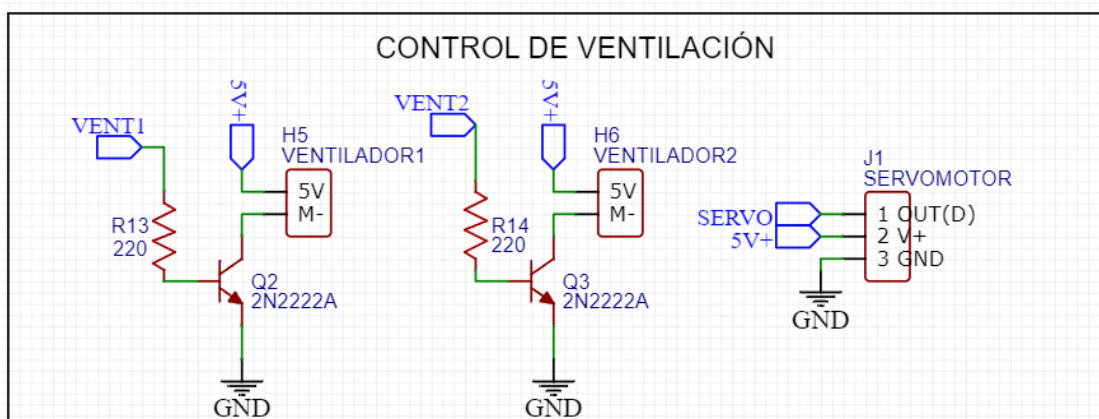 CONTROL DE VENTILACIÓN
VENT1
5V+
H5
VENTILADOR1
5V
M-
R13
220
Q2
2N2222A
GND
VENT2
5V+
H6
VENTILADOR2
5V
M-
R14
220
Q3
2N2222A
GND
J1
SERVOMOTOR
SERVO
5V+
1 OUT(D)
2 V+
3 GND
GND